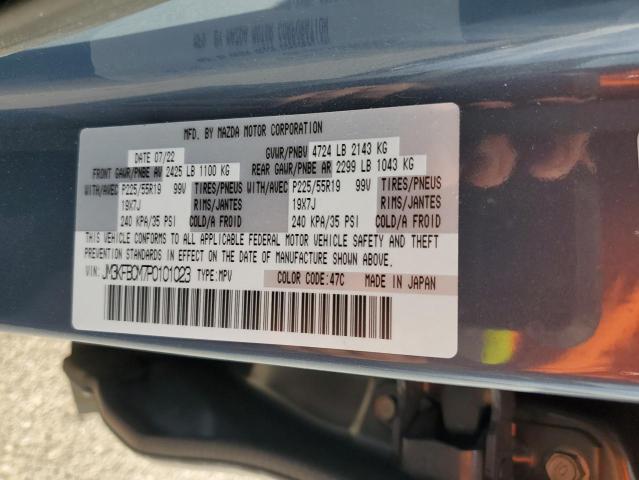 MFD. BY MAZDA MOTOR CORPORATION
DATE 07/22 GVWR/PNBV 4724 LB 2143 KG
FRONT GAWR/PNBE AV 2425 LB 1100 KG REAR GAWR/PNBE AR 2299 LB 1043 KG
WITH/AVEC P225/55R19 99V TIRES/PNEUS WITH/AVEC P225/55R19 99V TIRES/PNEUS
19X7J RIMS/JANTES 19X7J RIMS/JANTES
240 KPA/35 PSI COLD/A FROID 240 KPA/35 PSI COLD/A FROID
THIS VEHICLE CONFORMS TO ALL APPLICABLE FEDERAL MOTOR VEHICLE SAFETY AND THEFT
PREVENTION STANDARDS IN EFFECT ON THE DATE OF MANUFACTURE SHOWN ABOVE.
VIN: JM3KFBCM7P0101023 TYPE: MPV COLOR CODE: 47C MADE IN JAPAN